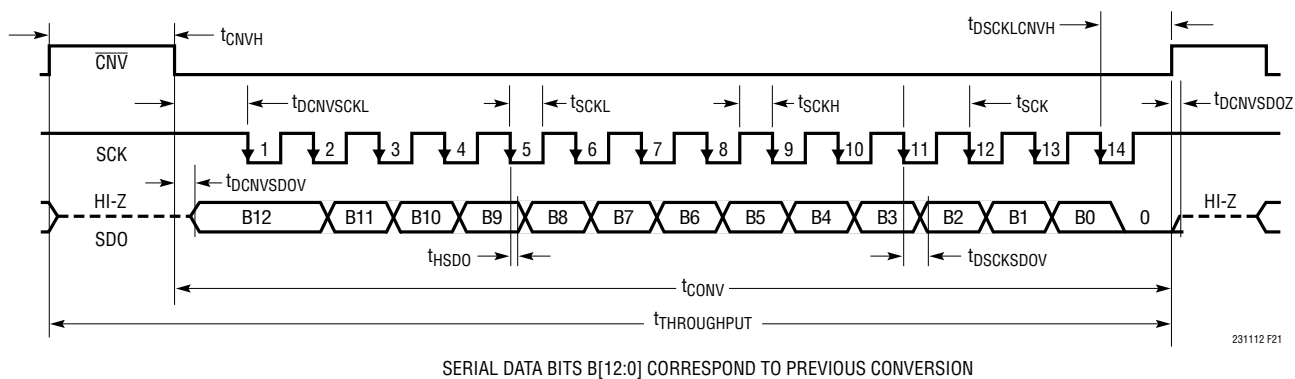 tCNVH
tDSCKLCNVH
CNV
tDCNVSCKL
tSCKL
tSCKH
tSCK
tDCNVSDOZ
SCK
1 2 3 4 5 6 7 8 9 10 11 12 13 14
tDCNVSDOV
HI-Z
SDO
B12 B11 B10 B9 B8 B7 B6 B5 B4 B3 B2 B1 B0 0
HI-Z
tHSDO
tDSCKSDOV
tCONV
tTHROUGHPUT
231112 F21
SERIAL DATA BITS B[12:0] CORRESPOND TO PREVIOUS CONVERSION